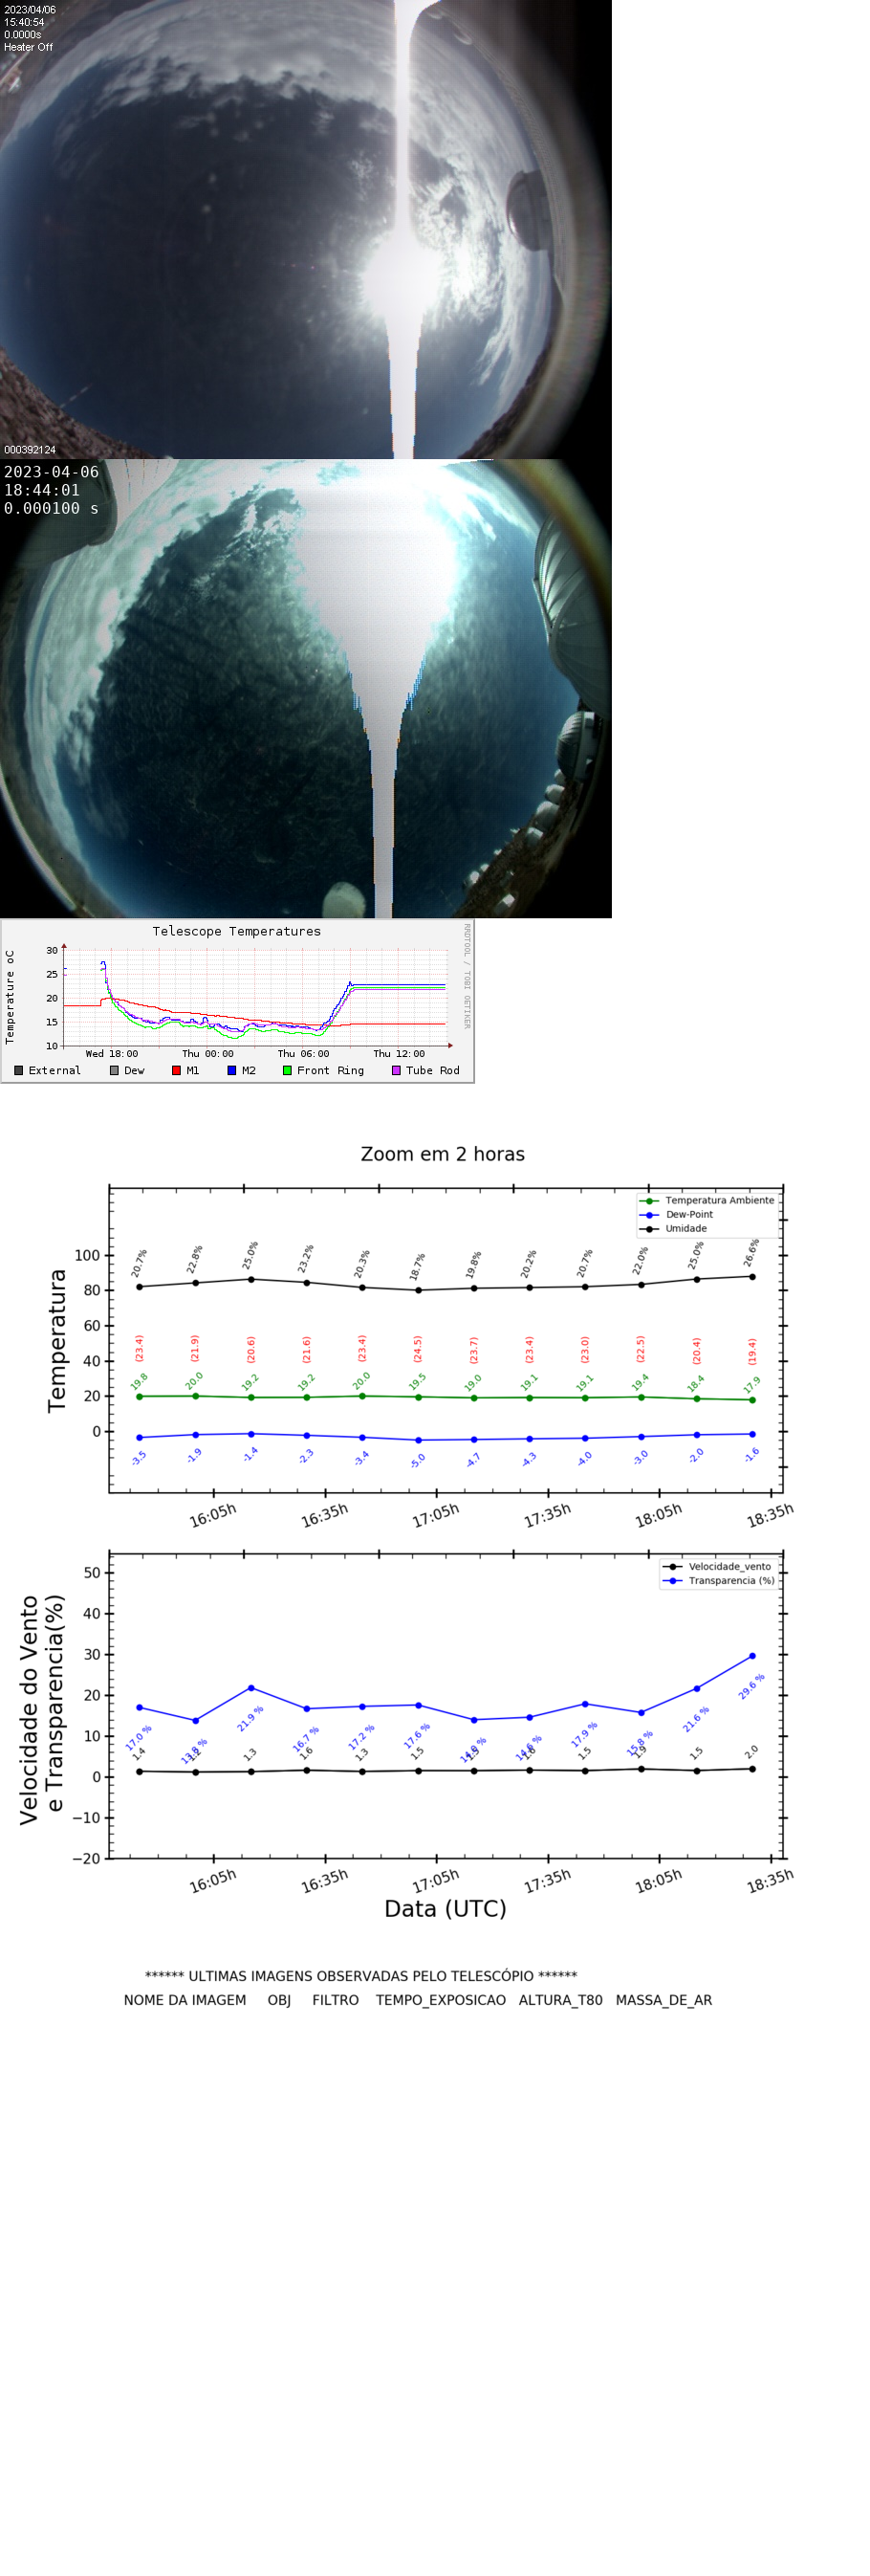 2023/04/06
15:40:54
0.0000s
Heater Off
000392124
2023-04-06
18:44:01
0.000100 s
Telescope Temperatures
RRDTOOL / TOBI OETIKER
Temperature oC
30
25
20
15
10
Wed 18:00 Thu 00:00 Thu 06:00 Thu 12:00
External Dew M1 M2 Front Ring Tube Rod
Zoom em 2 horas
Temperatura Ambiente
Dew-Point
Umidade
Temperatura
100
80
60
40
20
0
20.7% 22.8% 25.0% 23.2% 20.3% 18.7% 19.8% 20.2% 20.7% 22.0% 25.0% 26.6%
(23.4) (21.9) (20.6) (21.6) (23.4) (24.5) (23.7) (23.4) (23.0) (22.5) (20.4) (19.4)
19.8 20.0 19.2 19.2 20.0 19.5 19.0 19.1 19.1 19.4 18.4 17.9
-3.5 -1.9 -1.4 -2.3 -3.4 -5.0 -4.7 -4.3 -4.0 -3.0 -2.0 -1.6
16:05h 16:35h 17:05h 17:35h 18:05h 18:35h
Velocidade_vento
Transparencia (%)
Velocidade do Vento
e Transparencia(%)
50
40
30
20
10
0
−10
−20
17.0 % 21.9 % 16.7 % 17.2 % 17.6 % 17.9 % 15.8 % 21.6 % 29.6 %
1.4 1.3 1.6 1.3 1.5 1.5 1.5 2.0
16:05h 16:35h 17:05h 17:35h 18:05h 18:35h
Data (UTC)
****** ULTIMAS IMAGENS OBSERVADAS PELO TELESCÓPIO ******
NOME DA IMAGEM OBJ FILTRO TEMPO_EXPOSICAO ALTURA_T80 MASSA_DE_AR